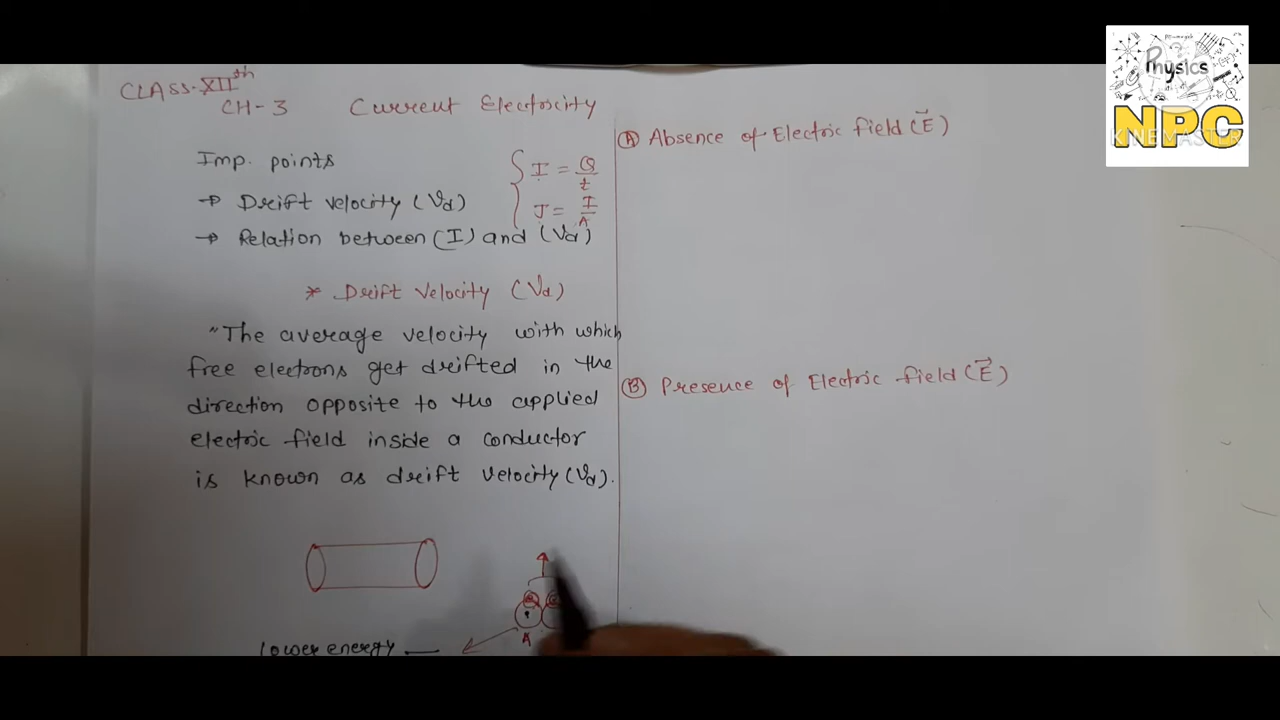 CLASS-XIIth
CH-3 Current Electricity
Imp. points
→ Drift velocity (Vd)
→ Relation between (I) and (Vd)
{ I = Q/t
J = I/A
* Drift Velocity (Vd)
"The average velocity with which
free electrons get drifted in the
direction opposite to the applied
electric field inside a conductor
is known as drift velocity (Vd).
A
lower energy
Ⓐ Absence of Electric field (E⃗)
Ⓑ Presence of Electric field (E⃗)
Physics
NPC
KINEMASTER